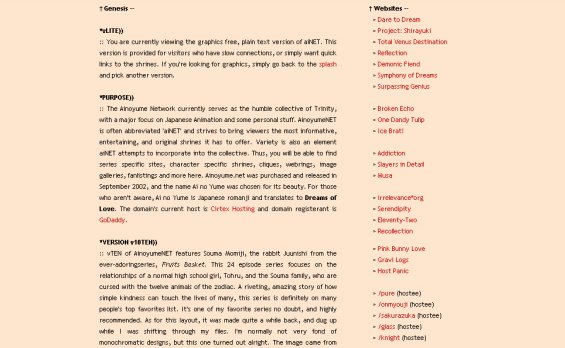 † Genesis --
*vLITE}}
:: You are currently viewing the graphics free, plain text version of aiNET. This
version is provided for visitors who have slow connections, or simply want quick
links to the shrines. If you're looking for graphics, simply go back to the splash
and pick another version.
*PURPOSE}}
:: The Ainoyume Network currently serves as the humble collective of Trinity,
with a major focus on Japanese Animation and some personal stuff. AinoyumeNET
is often abbreviated 'aiNET' and strives to bring viewers the most informative,
entertaining, and original shrines it has to offer. Variety is also an element
aiNET attempts to incorporate into the collective. Thus, you will be able to find
series specific sites, character specific shrines, cliques, webrings, image
galleries, fanlistings and more here. Ainoyume.net was purchased and released in
September 2002, and the name Ai no Yume was chosen for its beauty. For those
who aren't aware, Ai no Yume is Japanese romanji and translates to Dreams of
Love. The domain's current host is Cirtex Hosting and domain registerant is
GoDaddy.
*VERSION v10TEN}}
:: vTEN of AinoyumeNET features Souma Momiji, the rabbit Juunishi from the
ever-adoringseries, Fruits Basket. This 24 episode series focuses on the
relationships of a normal high school girl, Tohru, and the Souma family, who are
cursed with the twelve animals of the zodiac. A riveting, amazing story of how
simple kindness can touch the lives of many, this series is definitely on many
people's top favorites list. It's one of my favorite series no doubt, and highly
recommended. As for this layout, it was made quite a while back, and dug up
while I was shifting through my files. I'm normally not very fond of
monochromatic designs, but this one turned out alright. The image came from
† Websites --
Dare to Dream
Project: Shirayuki
Total Venus Destination
Reflection
Demonic Fiend
Symphony of Dreams
Surpassing Genius
Broken Echo
One Dandy Tulip
Ice Brat!
Addiction
Slayers in Detail
Musa
Irrelevance*org
Serendipity
Eleventy-Two
Recollection
Pink Bunny Love
Gravi Logs
Host Panic
/pure (hostee)
/onmyouji (hostee)
/sakurazuka (hostee)
/glass (hostee)
/knight (hostee)